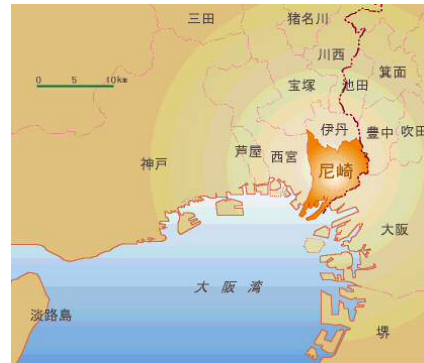 三田
猪名川
川西
箕面
0 5 10km
宝塚
池田
伊丹
豊中
吹田
芦屋
西宮
神戸
尼崎
大阪
大阪湾
淡路島
堺